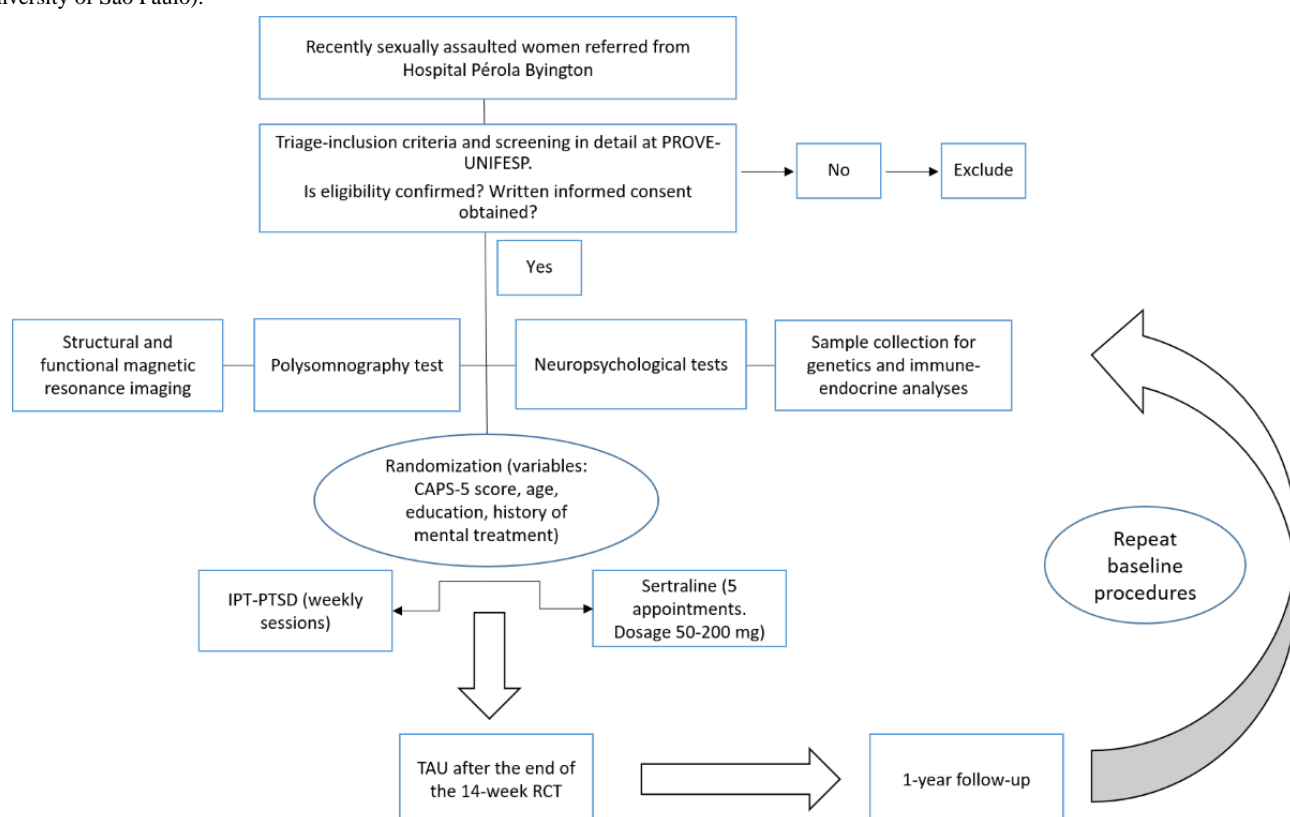 University of São Paulo).
Recently sexually assaulted women referred from
Hospital Pérola Byington
Triage-inclusion criteria and screening in detail at PROVE-
UNIFESP.
Is eligibility confirmed? Written informed consent
obtained?
No
Exclude
Yes
Structural and
functional magnetic
resonance imaging
Polysomnography test
Neuropsychological tests
Sample collection for
genetics and immune-
endocrine analyses
Randomization (variables:
CAPS-5 score, age,
education, history of
mental treatment)
IPT-PTSD (weekly
sessions)
Sertraline (5
appointments.
Dosage 50-200 mg)
Repeat
baseline
procedures
TAU after the end of
the 14-week RCT
1-year follow-up